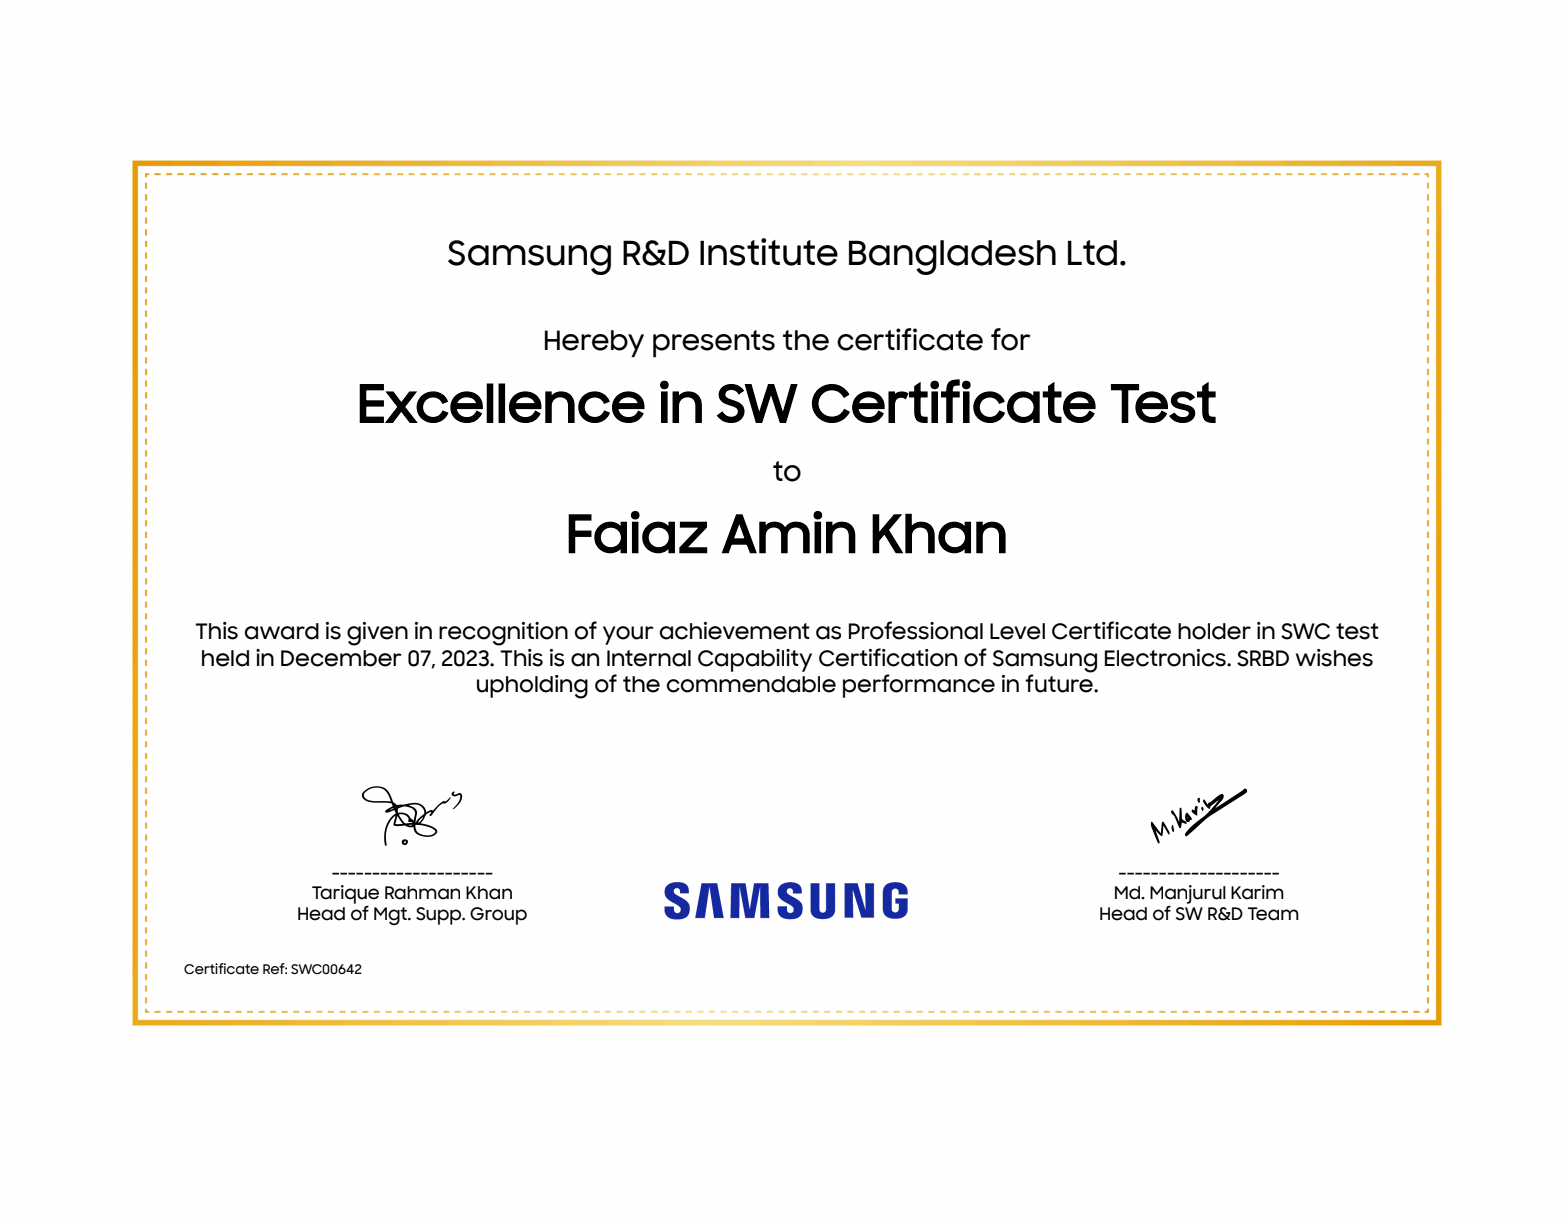 Samsung R&D Institute Bangladesh Ltd.
Hereby presents the certificate for
Excellence in SW Certificate Test
to
Faiaz Amin Khan
This award is given in recognition of your achievement as Professional Level Certificate holder in SWC test
held in December 07, 2023. This is an Internal Capability Certification of Samsung Electronics. SRBD wishes
upholding of the commendable performance in future.
M. Karim
--------------------
Tarique Rahman Khan
Head of Mgt. Supp. Group
SAMSUNG
--------------------
Md. Manjurul Karim
Head of SW R&D Team
Certificate Ref: SWC00642